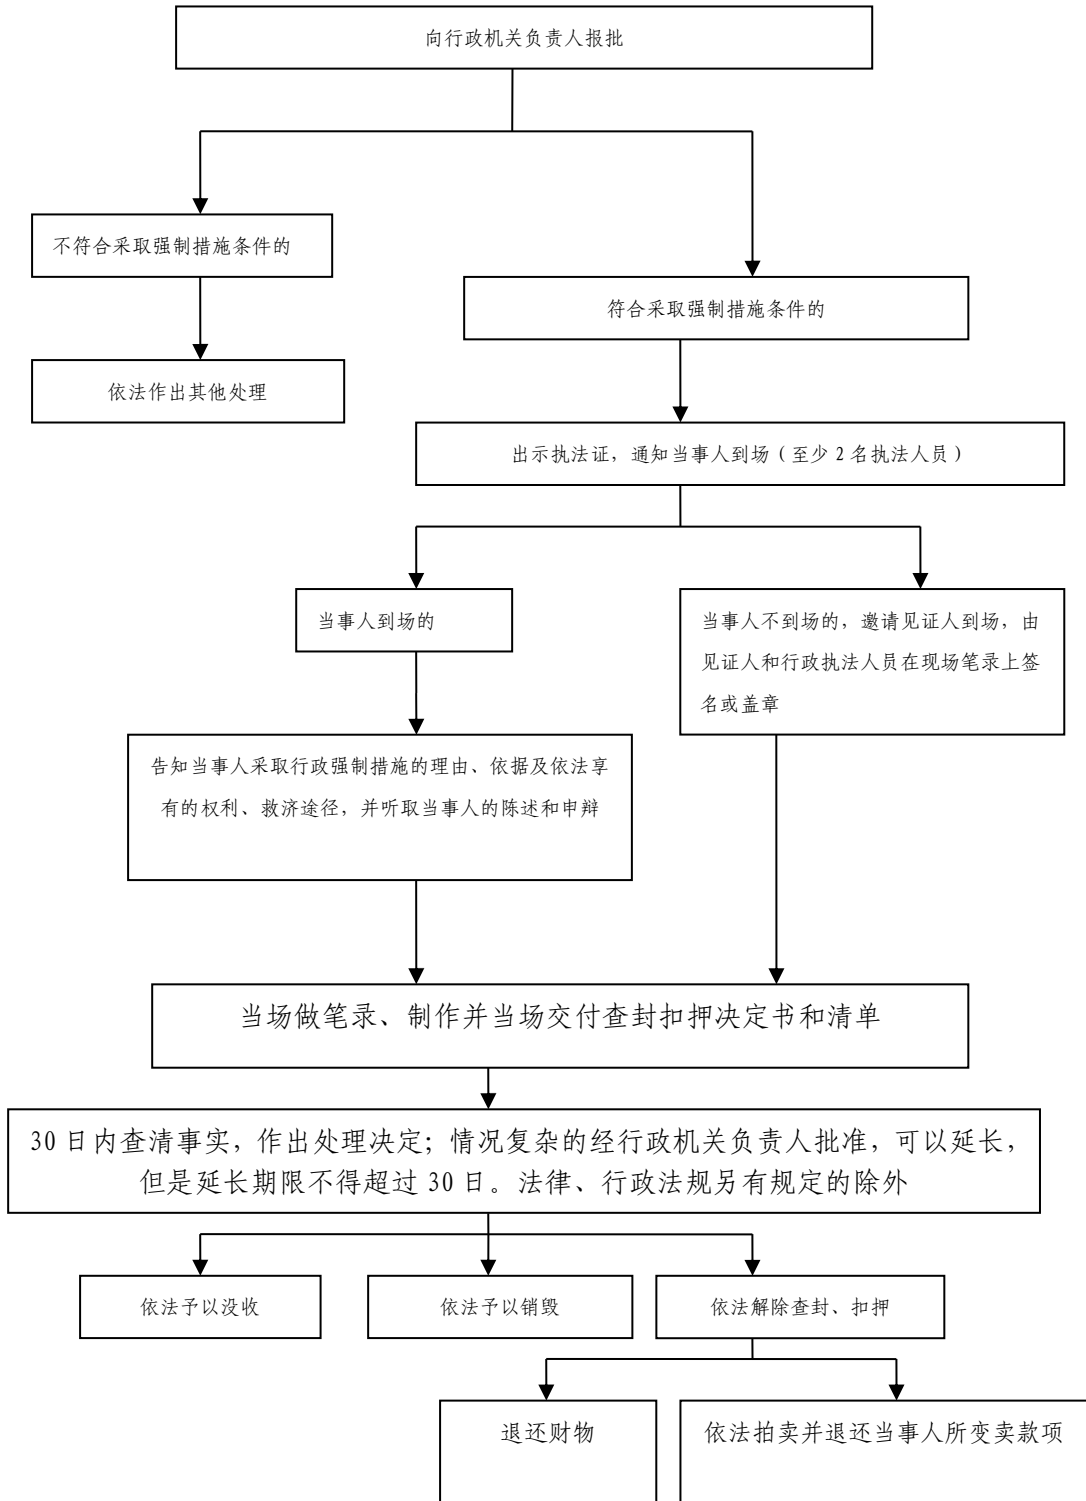 向行政机关负责人报批
不符合采取强制措施条件的
符合采取强制措施条件的
依法作出其他处理
出示执法证，通知当事人到场（至少 2 名执法人员）
当事人到场的
当事人不到场的，邀请见证人到场，由
见证人和行政执法人员在现场笔录上签
名或盖章
告知当事人采取行政强制措施的理由、依据及依法享
有的权利、救济途径，并听取当事人的陈述和申辩
当场做笔录、制作并当场交付查封扣押决定书和清单
30 日内查清事实，作出处理决定；情况复杂的经行政机关负责人批准，可以延长，
但是延长期限不得超过 30 日。法律、行政法规另有规定的除外
依法予以没收
依法予以销毁
依法解除查封、扣押
退还财物
依法拍卖并退还当事人所变卖款项